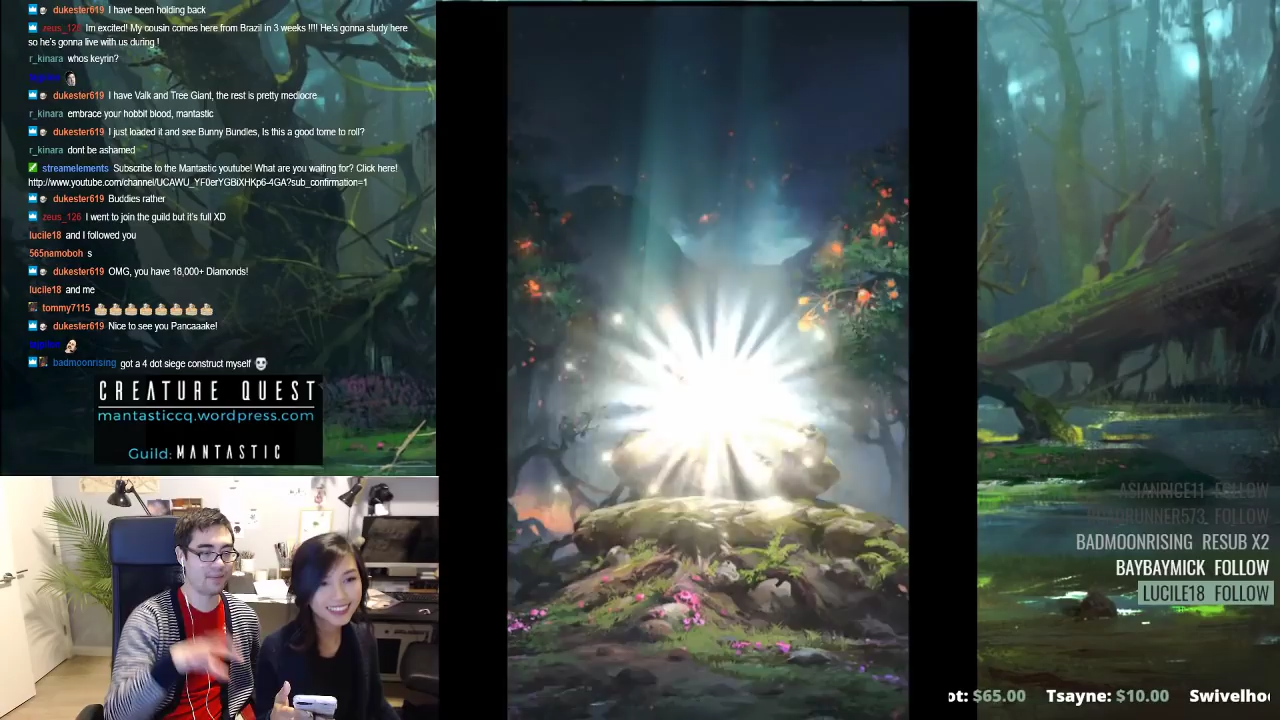 dukester619 I have been holding back
zeus_126 Im excited! My cousin comes here from Brazil in 3 weeks !!!! He's gonna study here
so he's gonna live with us during !
r_kinara whos keyrin?
dukester619 I have Valk and Tree Giant, the rest is pretty mediocre
r_kinara embrace your hobbit blood, mantastic
dukester619 I just loaded it and see Bunny Bundles, Is this a good tome to roll?
r_kinara dont be ashamed
streamelements Subscribe to the Mantastic youtube! What are you waiting for? Click here!
http://www.youtube.com/channel/UCAWU_YF0erYGBiXHKp6-4GA?sub_confirmation=1
dukester619 Buddies rather
zeus_126 I went to join the guild but it's full XD
lucile18 and I followed you
565namoboh s
dukester619 OMG, you have 18,000+ Diamonds!
lucile18 and me
tommy7115
dukester619 Nice to see you Pancaaake!
badmoonrising got a 4 dot siege construct myself
CREATURE QUEST
mantasticcq.wordpress.com
Guild: MANTASTIC
ASIANRICE11 FOLLOW
FOLLOW
BADMOONRISING RESUB X2
BAYBAYMICK FOLLOW
LUCILE18 FOLLOW
ot: $65.00 Tsayne: $10.00 Swivelhoo